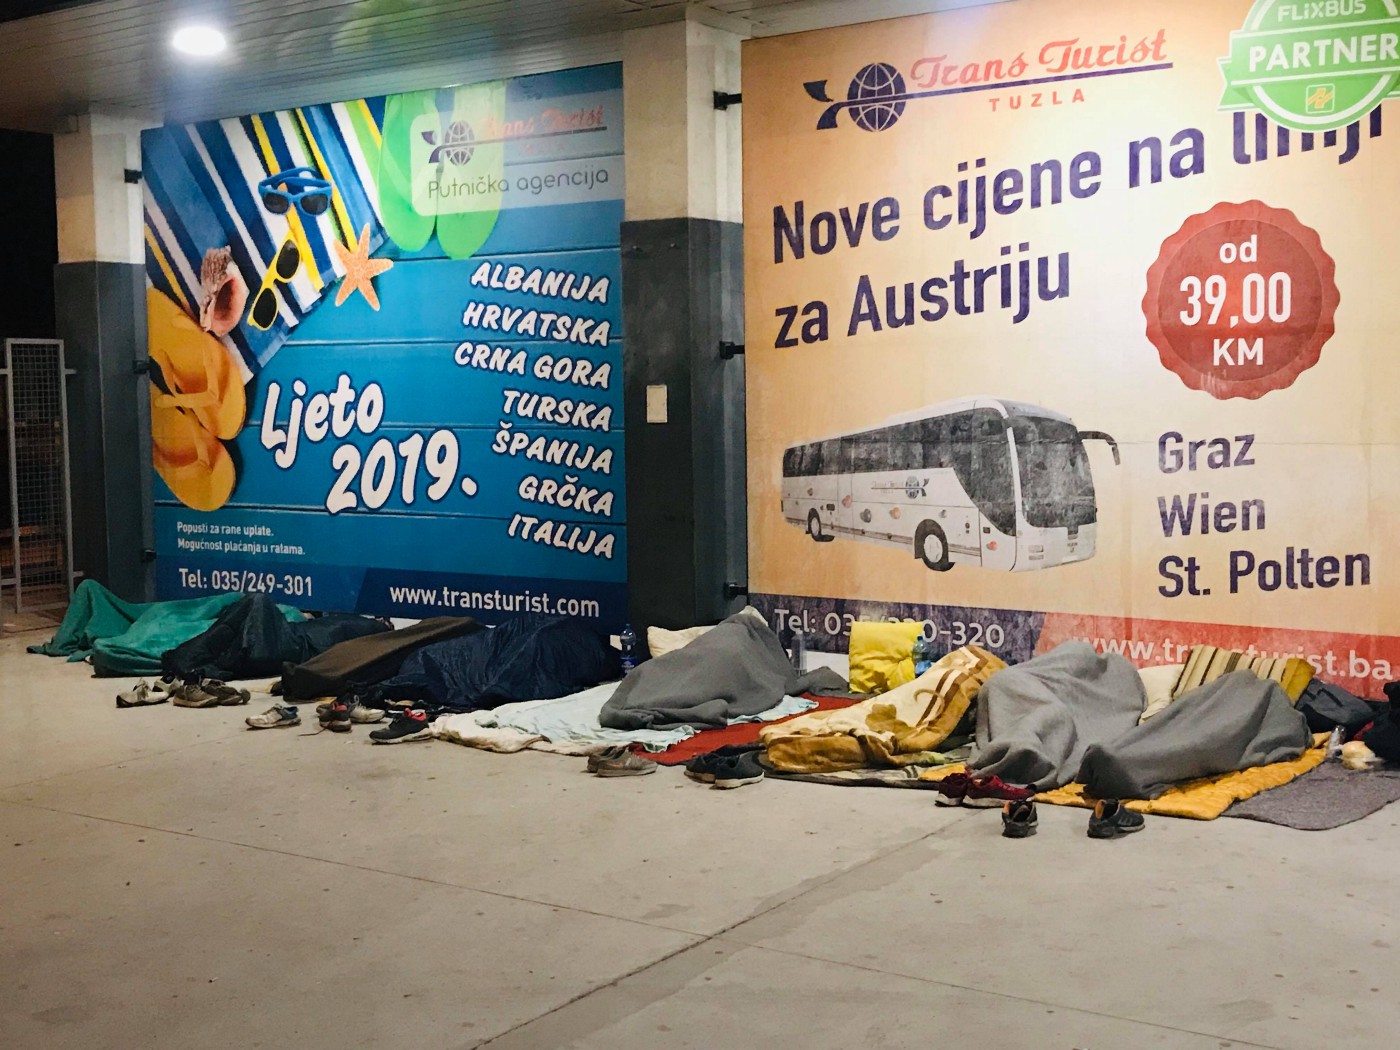 Trans Turist
TUZLA
Putnička agencija
ALBANIJA
HRVATSKA
CRNA GORA
TURSKA
ŠPANIJA
GRČKA
ITALIJA
Ljeto
2019.
Popusti za rane uplate.
Mogućnost plaćanja u ratama.
Tel: 035/249-301
www.transturist.com
Trans Turist
TUZLA
FLiXBUS
PARTNER
Nove cijene na liniji
za Austriju
od
39,00
KM
Graz
Wien
St. Polten
Tel:
www.transturist.ba